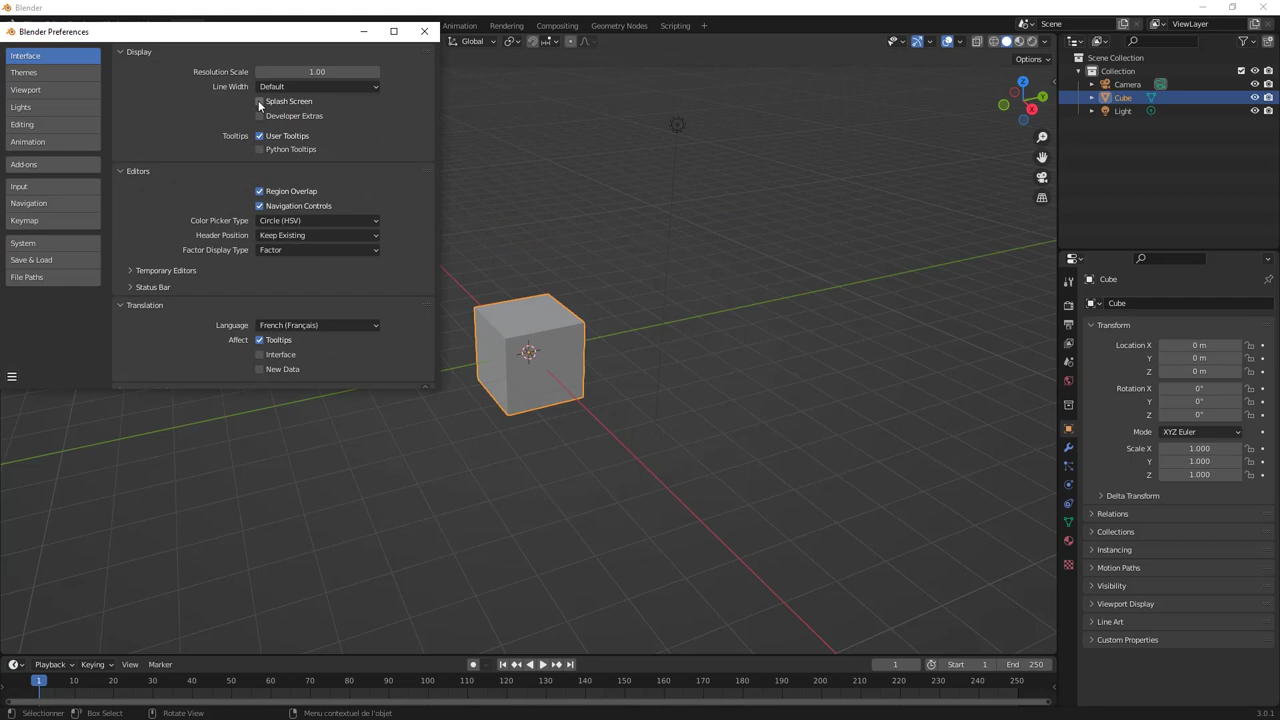 Blender
Blender Preferences
Animation Rendering Compositing Geometry Nodes Scripting +
Scene
ViewLayer
Global
Options
Interface
Themes
Viewport
Lights
Editing
Animation
Add-ons
Input
Navigation
Keymap
System
Save & Load
File Paths
Display
Resolution Scale 1.00
Line Width Default
Splash Screen
Developer Extras
Tooltips User Tooltips
Python Tooltips
Editors
Region Overlap
Navigation Controls
Color Picker Type Circle (HSV)
Header Position Keep Existing
Factor Display Type Factor
Temporary Editors
Status Bar
Translation
Language French (Français)
Affect Tooltips
Interface
New Data
Z
Y
X
Scene Collection
Collection
Camera
Cube
Light
Cube
Cube
Transform
Location X 0 m
Y 0 m
Z 0 m
Rotation X 0°
Y 0°
Z 0°
Mode XYZ Euler
Scale X 1.000
Y 1.000
Z 1.000
Delta Transform
Relations
Collections
Instancing
Motion Paths
Visibility
Viewport Display
Line Art
Custom Properties
Playback Keying View Marker
1 Start 1 End 250
1 10 20 30 40 50 60 70 80 90 100 110 120 130 140 150 160 170 180 190 200 210 220 230 240 250
Sélectionner Box Select Rotate View Menu contextuel de l'objet 3.0.1